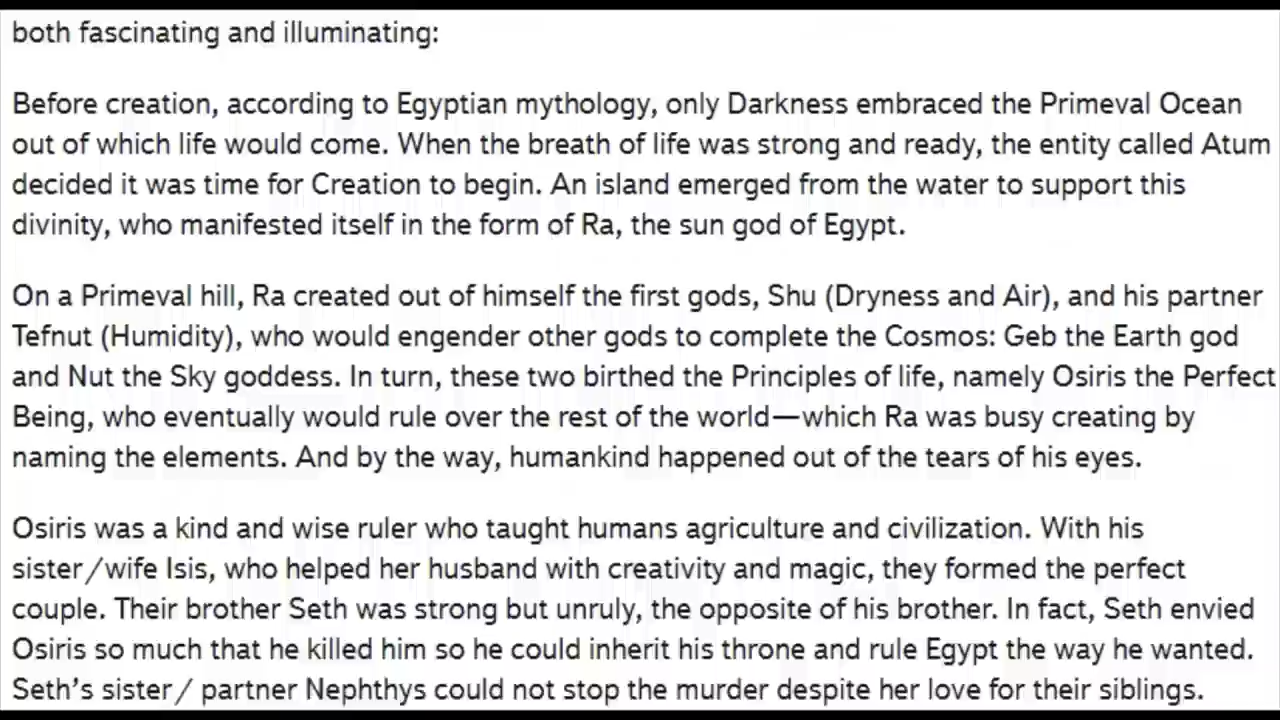 both fascinating and illuminating:
Before creation, according to Egyptian mythology, only Darkness embraced the Primeval Ocean
out of which life would come. When the breath of life was strong and ready, the entity called Atum
decided it was time for Creation to begin. An island emerged from the water to support this
divinity, who manifested itself in the form of Ra, the sun god of Egypt.
On a Primeval hill, Ra created out of himself the first gods, Shu (Dryness and Air), and his partner
Tefnut (Humidity), who would engender other gods to complete the Cosmos: Geb the Earth god
and Nut the Sky goddess. In turn, these two birthed the Principles of life, namely Osiris the Perfect
Being, who eventually would rule over the rest of the world—which Ra was busy creating by
naming the elements. And by the way, humankind happened out of the tears of his eyes.
Osiris was a kind and wise ruler who taught humans agriculture and civilization. With his
sister/wife Isis, who helped her husband with creativity and magic, they formed the perfect
couple. Their brother Seth was strong but unruly, the opposite of his brother. In fact, Seth envied
Osiris so much that he killed him so he could inherit his throne and rule Egypt the way he wanted.
Seth's sister/ partner Nephthys could not stop the murder despite her love for their siblings.